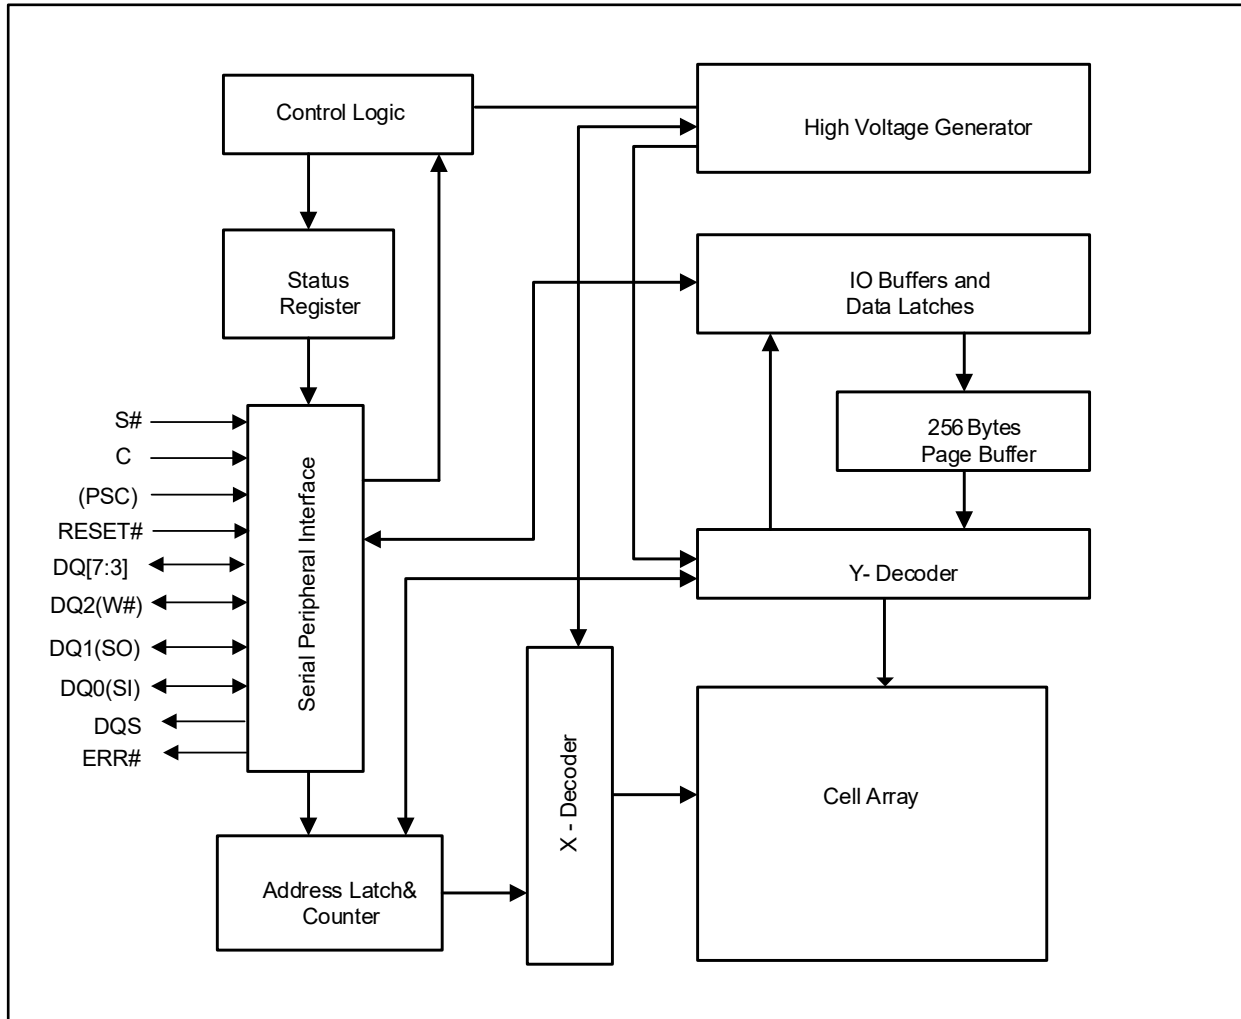 Control Logic
High Voltage Generator
Status
Register
IO Buffers and
Data Latches
256 Bytes
Page Buffer
S#
C
(PSC)
RESET#
DQ[7:3]
DQ2(W#)
DQ1(SO)
DQ0(SI)
DQS
ERR#
Serial Peripheral Interface
Y- Decoder
X - Decoder
Cell Array
Address Latch&
Counter